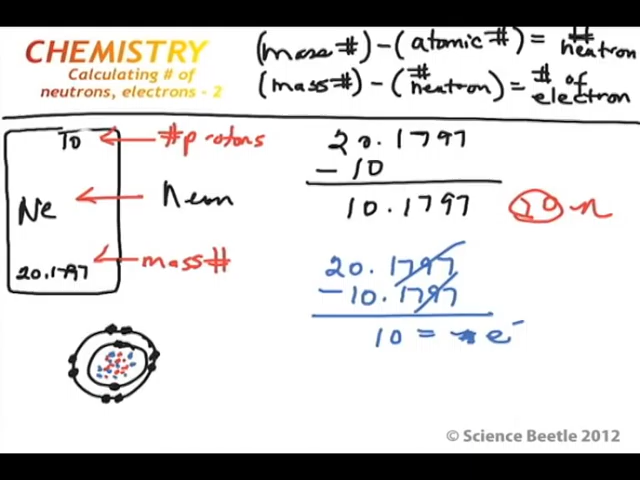 CHEMISTRY
Calculating # of
neutrons, electrons - 2
(mass #) - (atomic #) = # neutron
(mass #) - (# neutron) = # of electron
10 ← # protons
Ne ← Neon
20.1797 ← mass #
20.1797
- 10
10.1797
20 n
20.1797
- 10.1797
10 = e⁻
© Science Beetle 2012